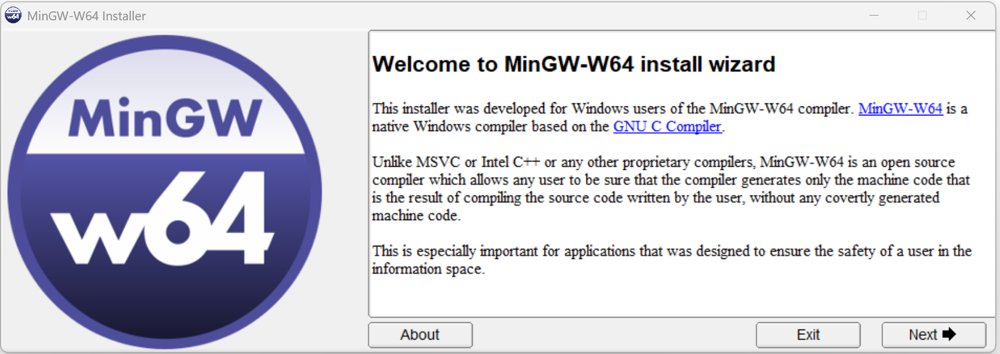 MinGW-W64 Installer
MinGW
w64
Welcome to MinGW-W64 install wizard
This installer was developed for Windows users of the MinGW-W64 compiler. MinGW-W64 is a
native Windows compiler based on the GNU C Compiler.
Unlike MSVC or Intel C++ or any other proprietary compilers, MinGW-W64 is an open source
compiler which allows any user to be sure that the compiler generates only the machine code that
is the result of compiling the source code written by the user, without any covertly generated
machine code.
This is especially important for applications that was designed to ensure the safety of a user in the
information space.
About
Exit
Next